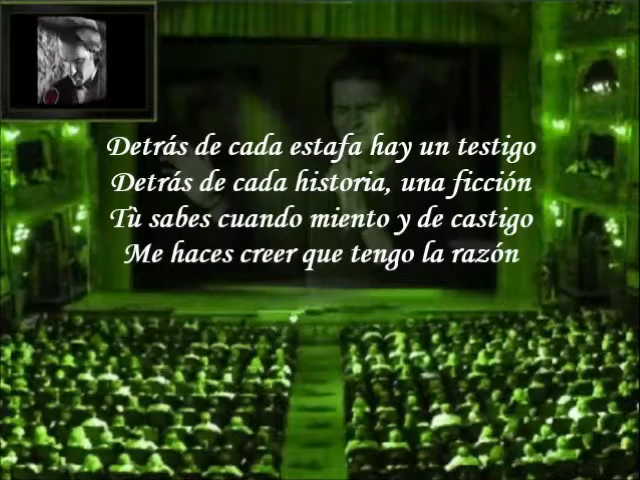 Detrás de cada estafa hay un testigo
Detrás de cada historia, una ficción
Tù sabes cuando miento y de castigo
Me haces creer que tengo la razón